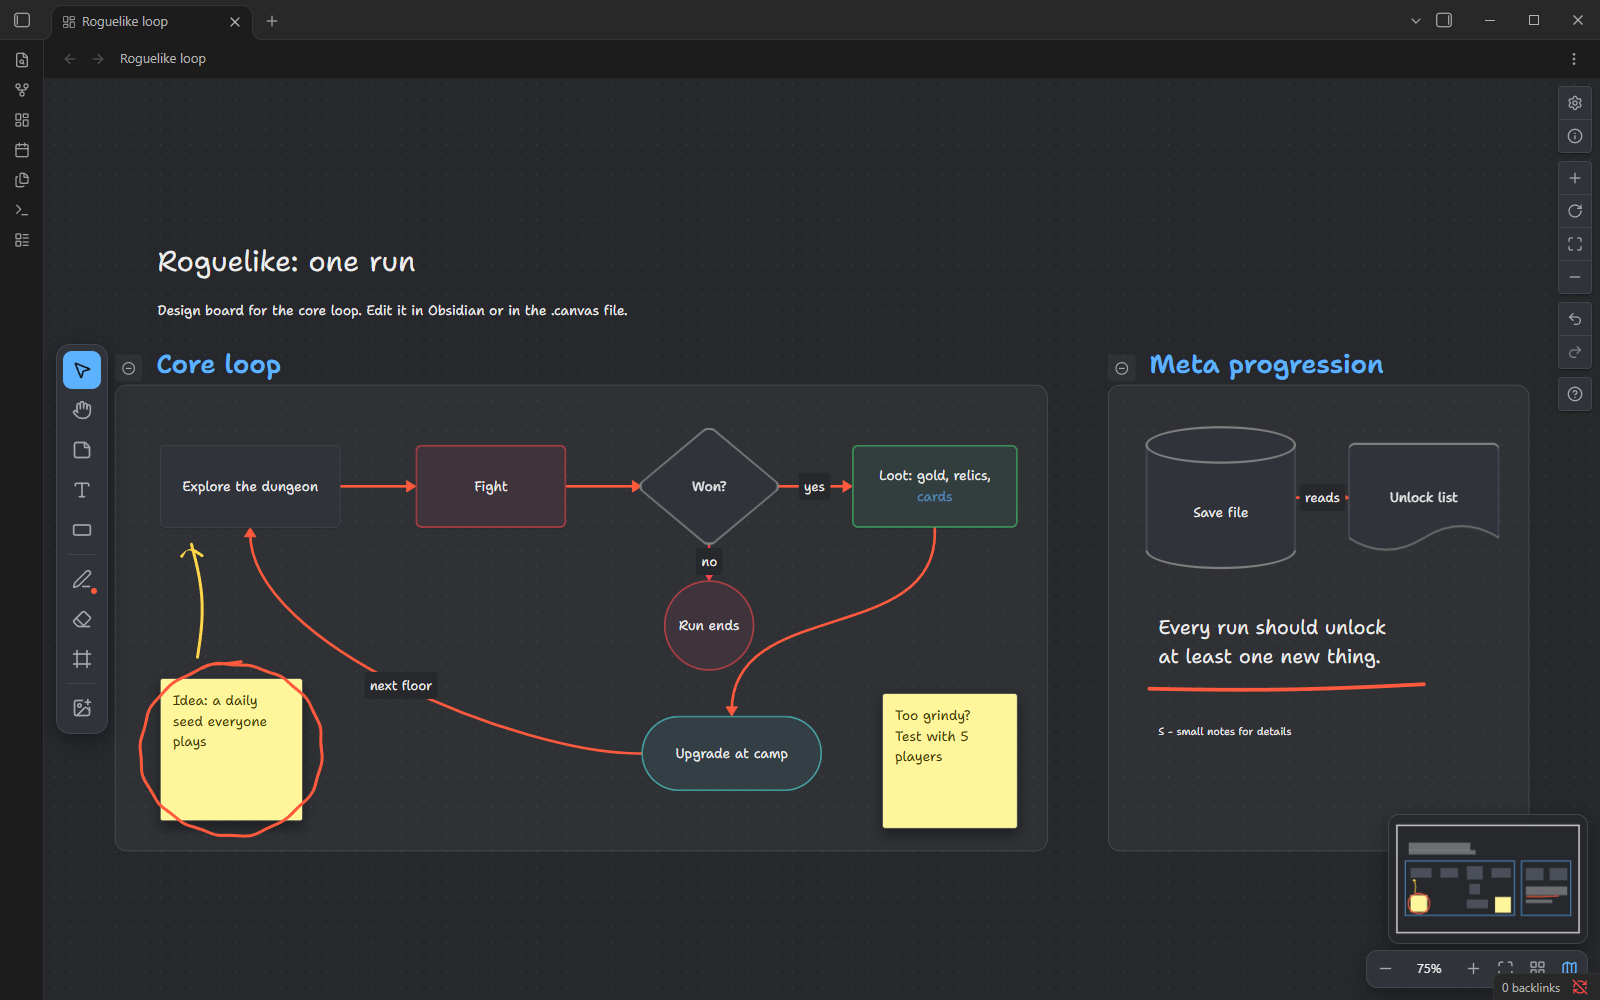 Roguelike loop
Roguelike loop
Roguelike: one run
Design board for the core loop. Edit it in Obsidian or in the .canvas file.
Core loop
Explore the dungeon
Fight
Won?
yes
Loot: gold, relics,
cards
no
Run ends
next floor
Idea: a daily
seed everyone
plays
Upgrade at camp
Too grindy?
Test with 5
players
Meta progression
Save file
reads
Unlock list
Every run should unlock
at least one new thing.
S - small notes for details
75%
0 backlinks